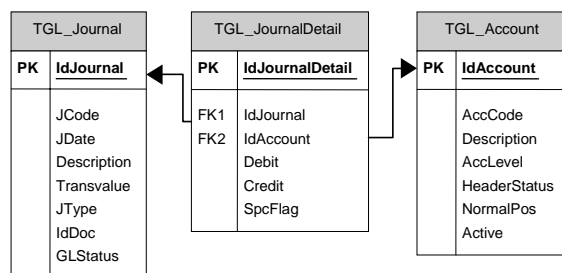 TGL_Journal
PK IdJournal
JCode
JDate
Description
Transvalue
JType
IdDoc
GLStatus
TGL_JournalDetail
PK IdJournalDetail
FK1 IdJournal
FK2 IdAccount
Debit
Credit
SpcFlag
TGL_Account
PK IdAccount
AccCode
Description
AccLevel
HeaderStatus
NormalPos
Active